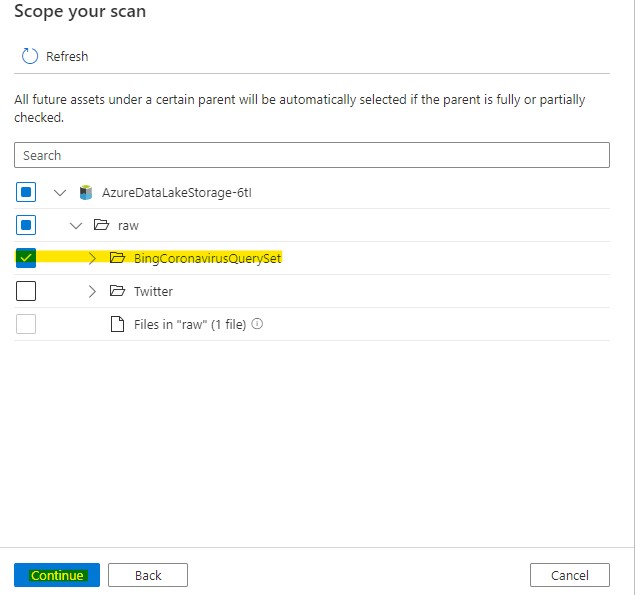 Scope your scan
Refresh
All future assets under a certain parent will be automatically selected if the parent is fully or partially
checked.
Search
AzureDataLakeStorage-6tI
raw
BingCoronavirusQuerySet
Twitter
Files in "raw" (1 file)
Continue
Back
Cancel